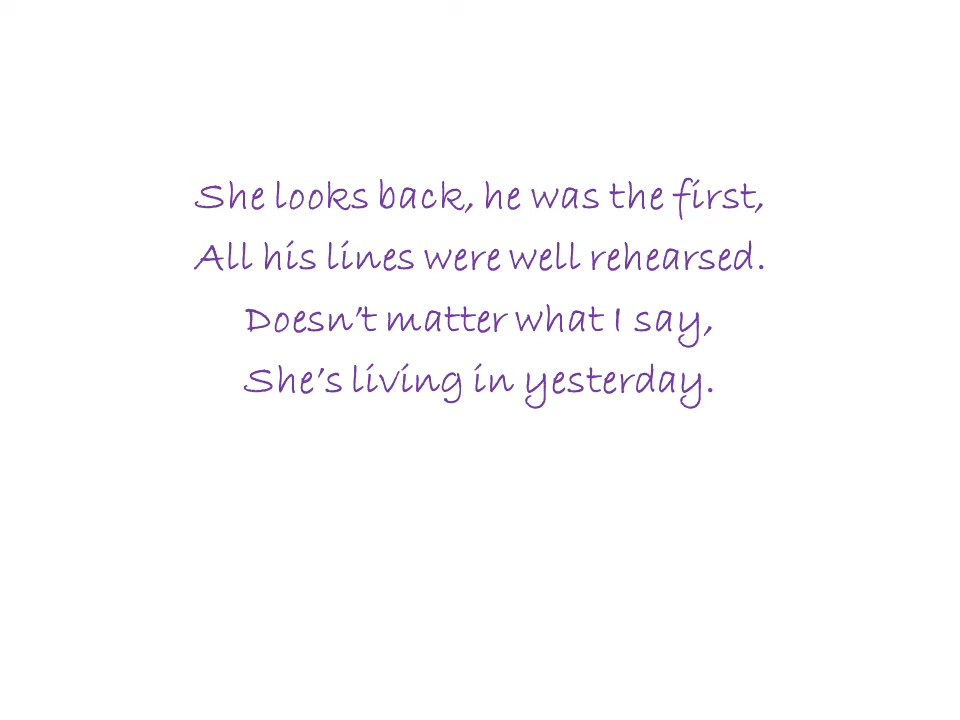 She looks back, he was the first,
All his lines were well rehearsed.
Doesn’t matter what I say,
She’s living in yesterday.